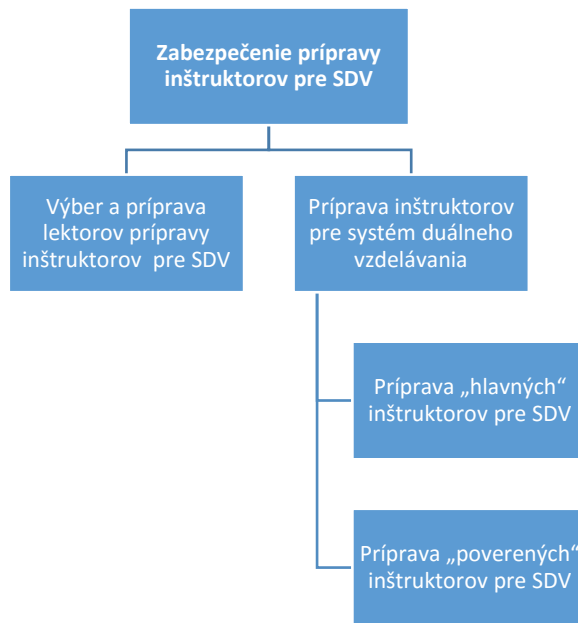 Zabezpečenie prípravy
inštruktorov pre SDV
Výber a príprava
lektorov prípravy
inštruktorov  pre SDV
Príprava inštruktorov
pre systém duálneho
vzdelávania
Príprava „hlavných“
inštruktorov pre SDV
Príprava „poverených“
inštruktorov pre SDV